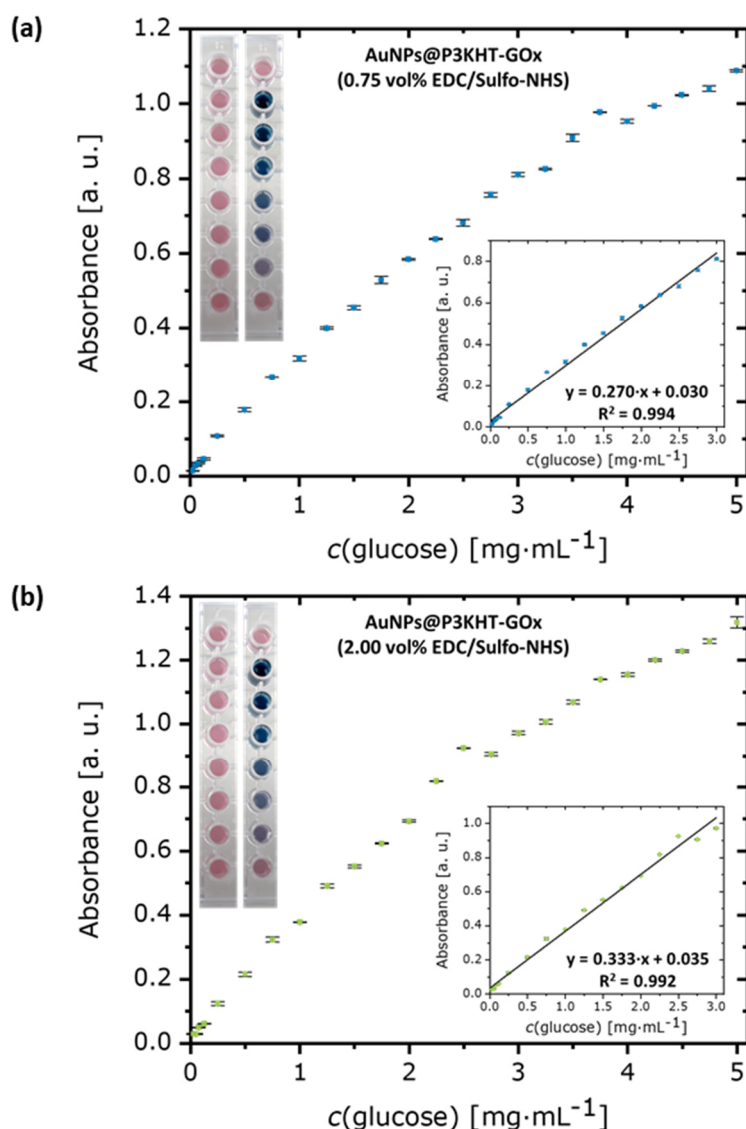 (a)
AuNPs@P3KHT-GOx
(0.75 vol% EDC/Sulfo-NHS)
Absorbance [a. u.]
1.2
1.0
0.8
0.6
0.4
0.2
0.0
0 1 2 3 4 5
c(glucose) [mg·mL⁻¹]
Absorbance [a. u.]
0.8
0.6
0.4
0.2
0
y = 0.270·x + 0.030
R² = 0.994
0.0 0.5 1.0 1.5 2.0 2.5 3.0
c(glucose) [mg·mL⁻¹]
(b)
AuNPs@P3KHT-GOx
(2.00 vol% EDC/Sulfo-NHS)
Absorbance [a. u.]
1.4
1.2
1.0
0.8
0.6
0.4
0.2
0.0
0 1 2 3 4 5
c(glucose) [mg·mL⁻¹]
Absorbance [a. u.]
1.0
0.8
0.6
0.4
0.2
0
y = 0.333·x + 0.035
R² = 0.992
0.0 0.5 1.0 1.5 2.0 2.5 3.0
c(glucose) [mg·mL⁻¹]